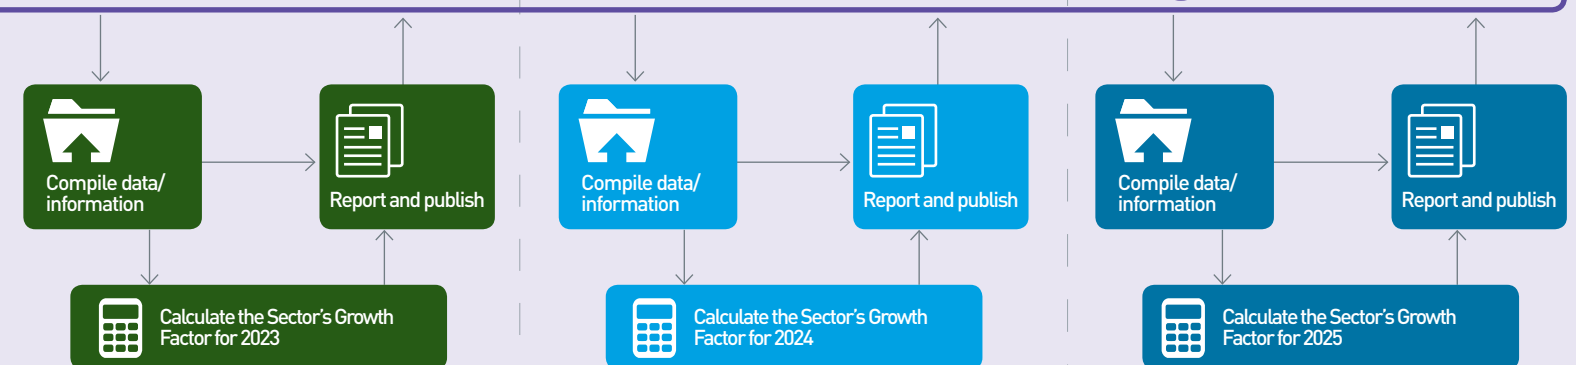 Compile data/
information
Report and publish
Calculate the Sector's Growth
Factor for 2023
Compile data/
information
Report and publish
Calculate the Sector's Growth
Factor for 2024
Compile data/
information
Report and publish
Calculate the Sector's Growth
Factor for 2025